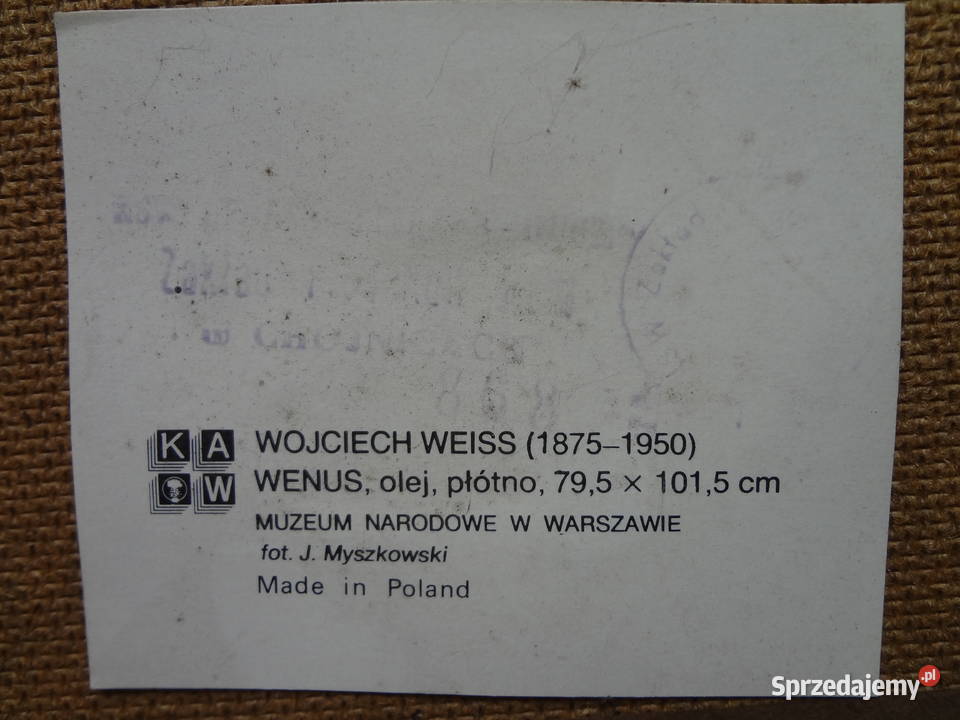 Zakład
K A WOJCIECH WEISS (1875–1950)
W WENUS, olej, płótno, 79,5 × 101,5 cm
MUZEUM NARODOWE W WARSZAWIE
fot. J. Myszkowski
Made in Poland
Sprzedajemy.pl